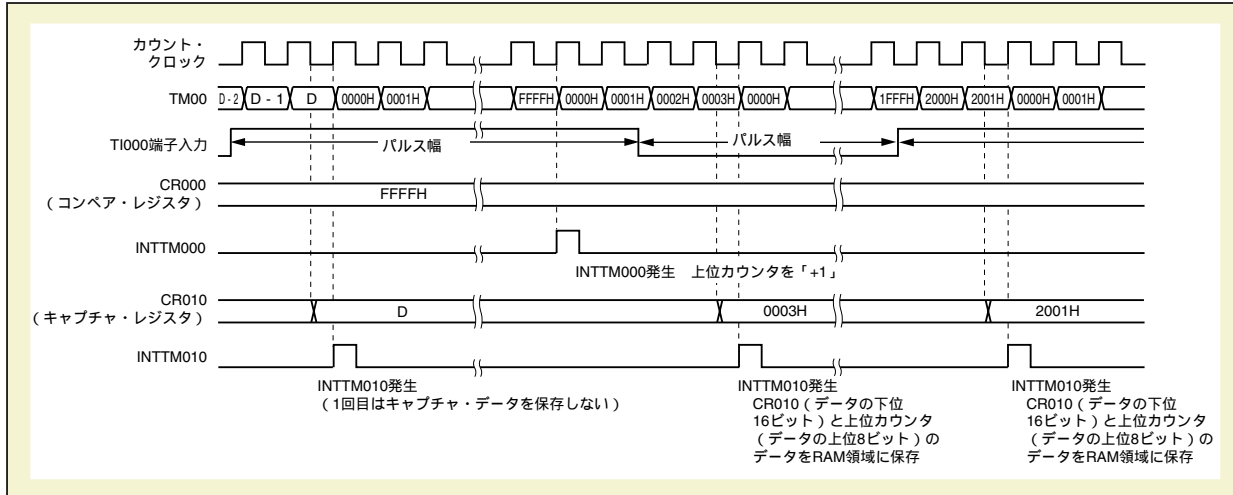 カウント・
クロック
TM00
D - 2 D - 1 D 0000H 0001H FFFFH 0000H 0001H 0002H 0003H 0000H 1FFFH 2000H 2001H 0000H 0001H
TI000端子入力
パルス幅 パルス幅
CR000
（コンペア・レジスタ）
FFFFH
INTTM000
INTTM000発生 上位カウンタを「+1」
CR010
（キャプチャ・レジスタ）
D 0003H 2001H
INTTM010
INTTM010発生
（1回目はキャプチャ・データを保存しない）
INTTM010発生
CR010（データの下位
16ビット）と上位カウンタ
（データの上位8ビット）の
データをRAM領域に保存
INTTM010発生
CR010（データの下位
16ビット）と上位カウンタ
（データの上位8ビット）の
データをRAM領域に保存